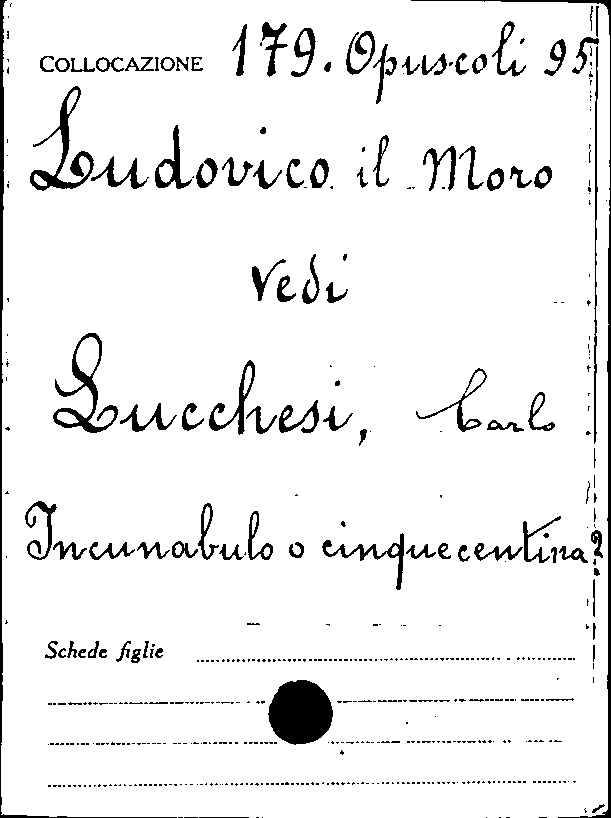 COLLOCAZIONE 179. Opuscoli 95
Ludovico il Moro
vedi
Lucchesi, Carlo
Incunabulo o cinquecentina?
Schede figlie